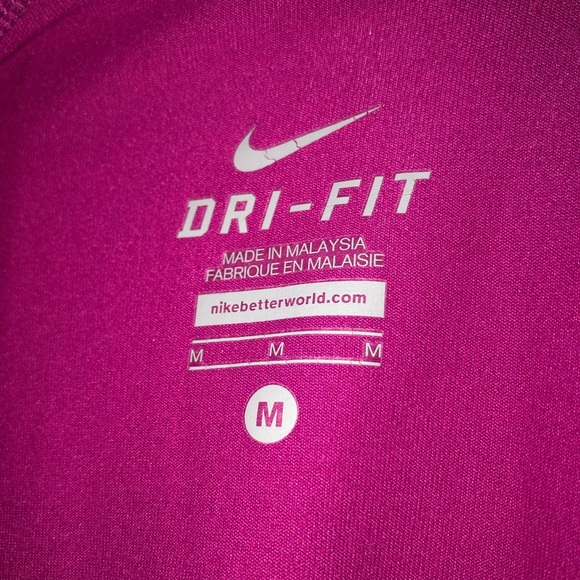 DRI-FIT
MADE IN MALAYSIA
FABRIQUE EN MALAISIE
nikebetterworld.com
M M M
M